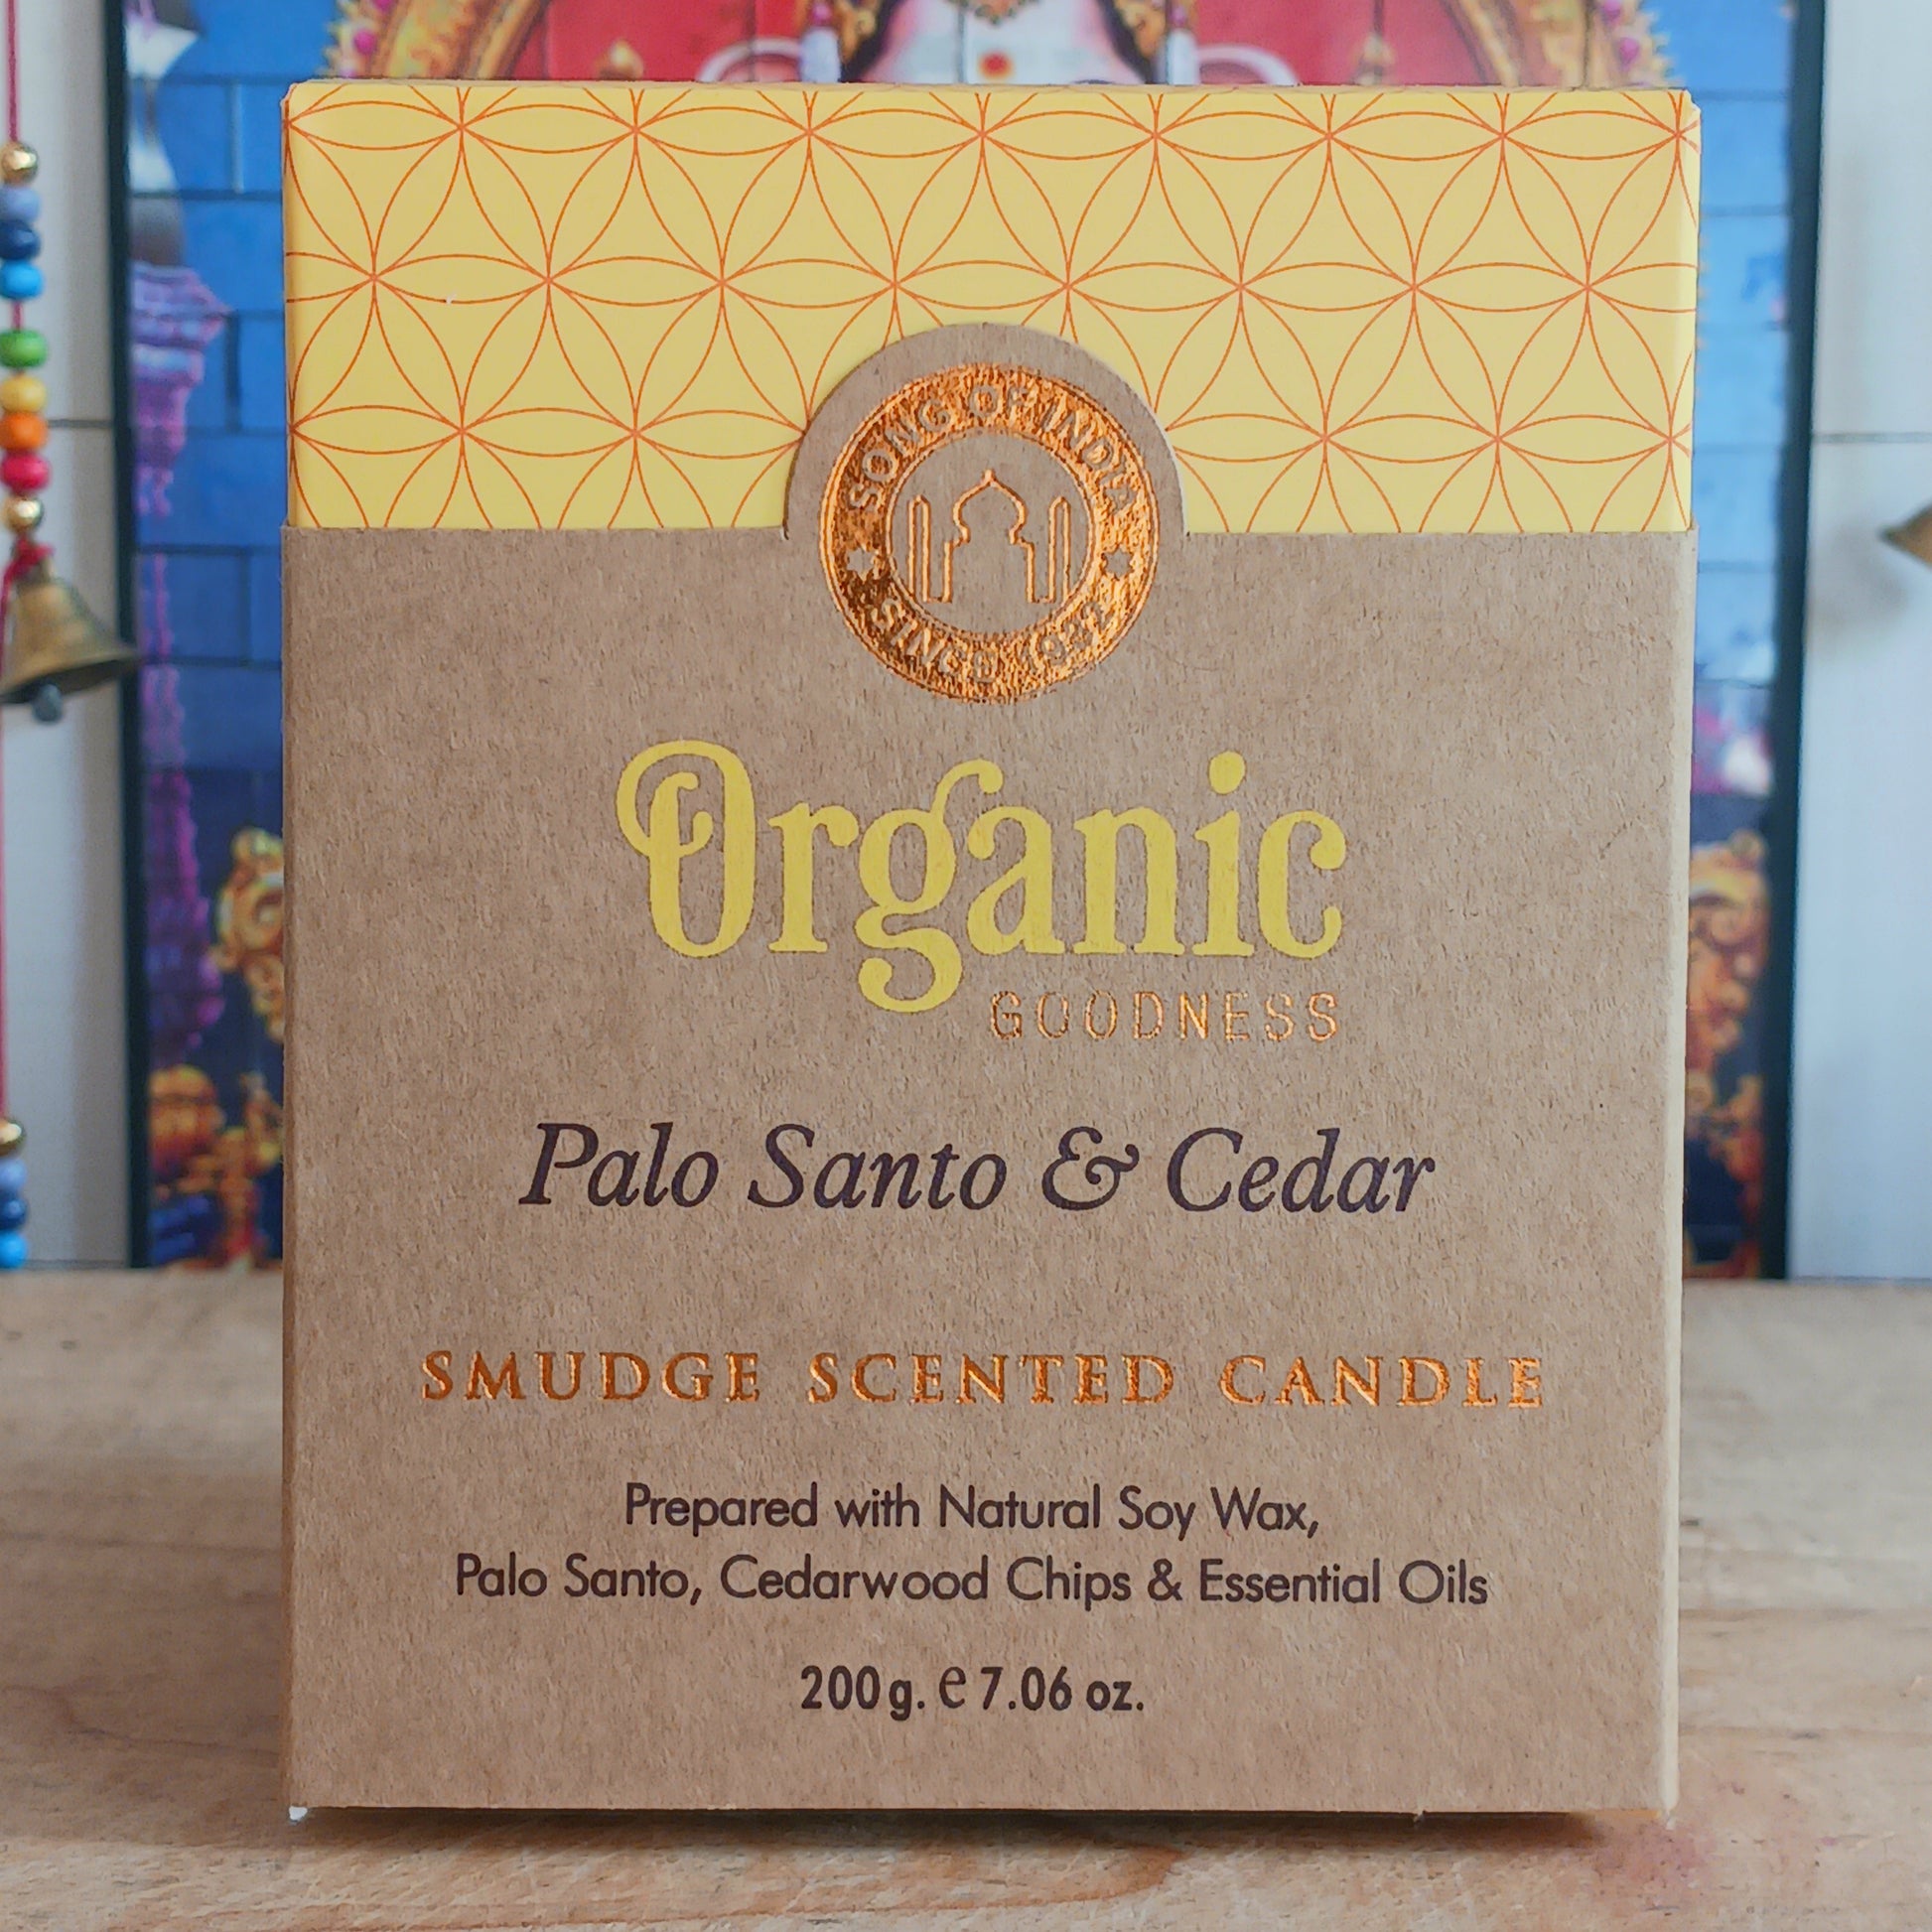 SONG OF INDIA
SINCE 1932
Organic
GOODNESS
Palo Santo & Cedar
SMUDGE SCENTED CANDLE
Prepared with Natural Soy Wax,
Palo Santo, Cedarwood Chips & Essential Oils
200g. e 7.06 oz.